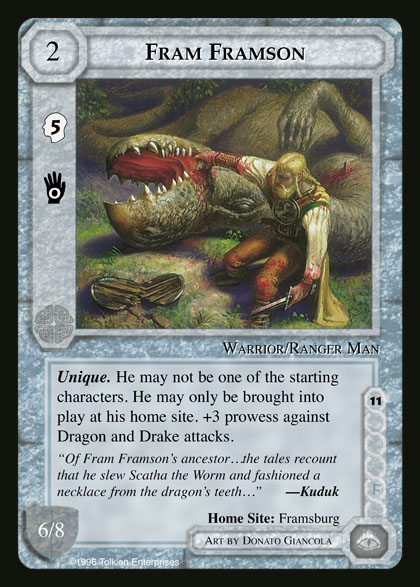 2
Fram Framson
5
Warrior/Ranger Man
Unique. He may not be one of the starting
characters. He may only be brought into
play at his home site. +3 prowess against
Dragon and Drake attacks.
“Of Fram Framson’s ancestor…the tales recount
that he slew Scatha the Worm and fashioned a
necklace from the dragon’s teeth…” —Kuduk
11
Home Site: Framsburg
6/8
Art by Donato Giancola
©1996 Tolkien Enterprises